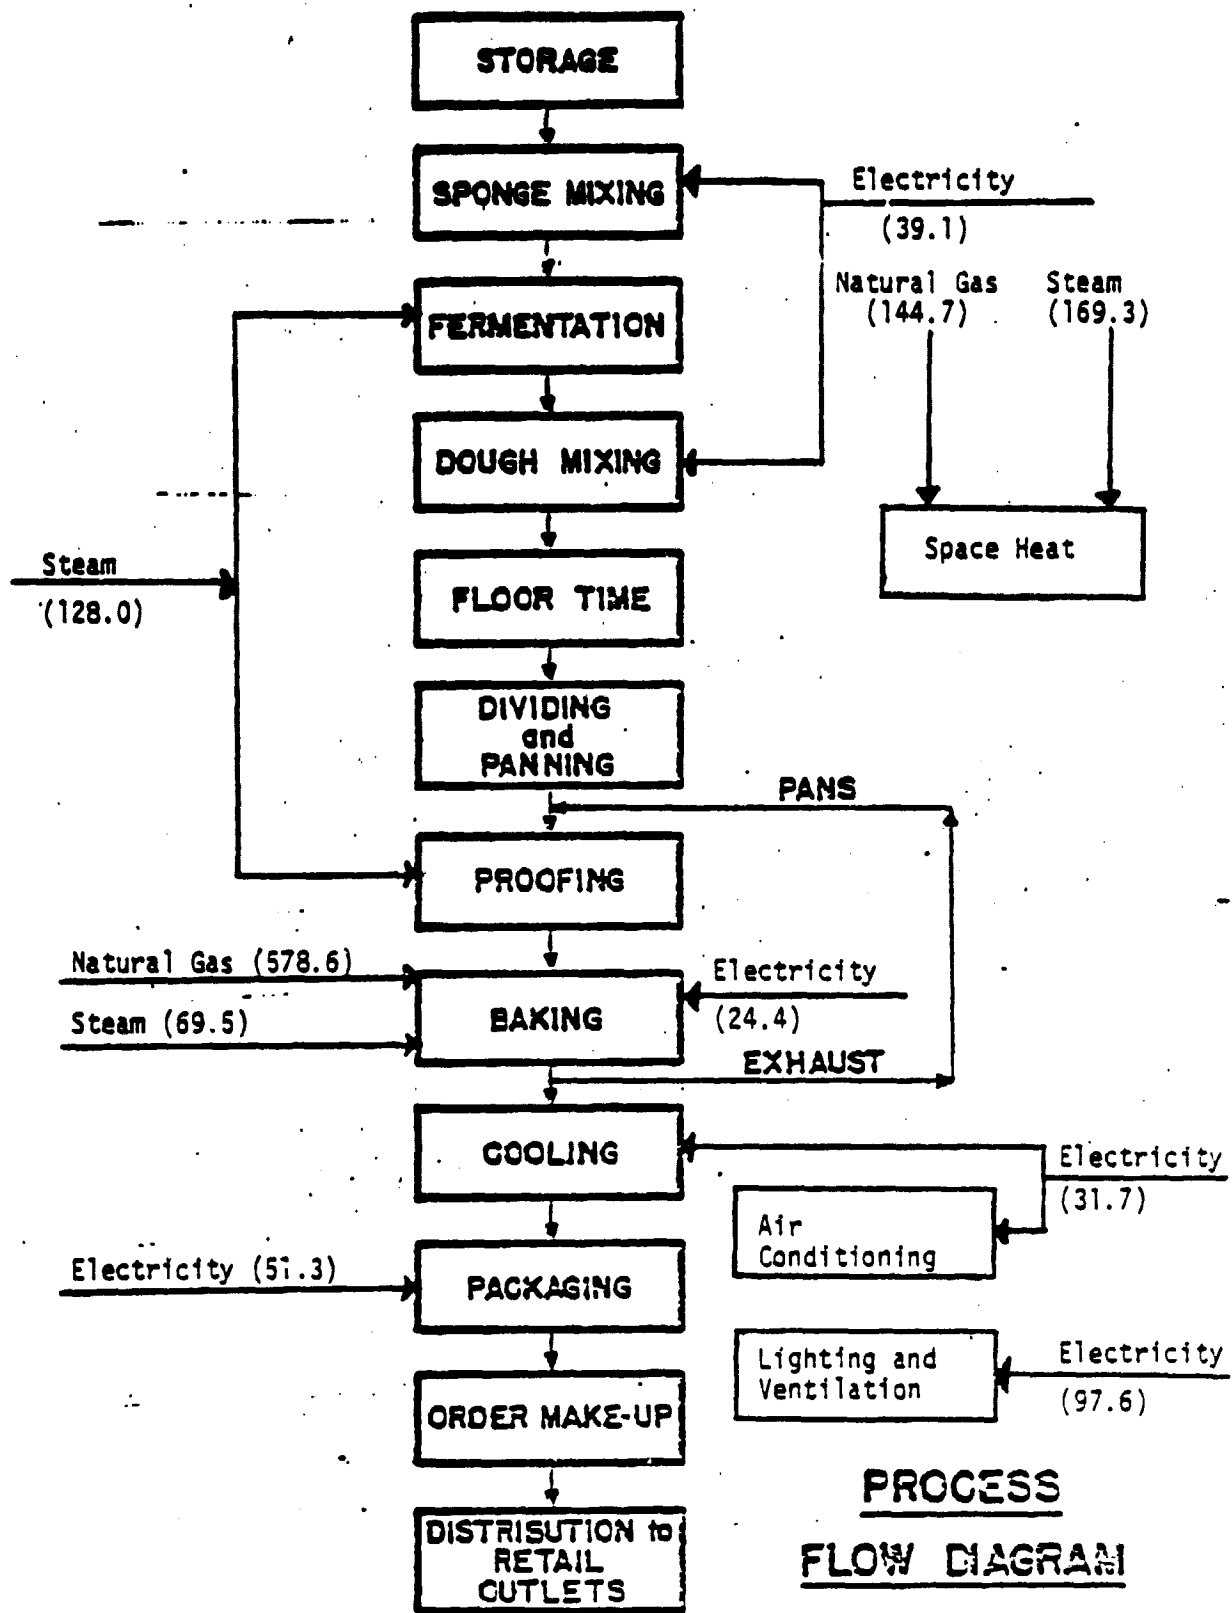 STORAGE
SPONGE MIXING
Electricity
(39.1)
Natural Gas
(144.7)
Steam
(169.3)
FERMENTATION
DOUGH MIXING
Space Heat
Steam
(128.0)
FLOOR TIME
DIVIDING
and
PANNING
PANS
PROOFING
Natural Gas (578.6)
Steam (69.5)
BAKING
Electricity
(24.4)
EXHAUST
COOLING
Electricity
(31.7)
Air
Conditioning
Electricity (51.3)
PACKAGING
Lighting and
Ventilation
Electricity
(97.6)
ORDER MAKE-UP
DISTRISUTION to
RETAIL
OUTLETS
PROCESS
FLOW DIAGRAM